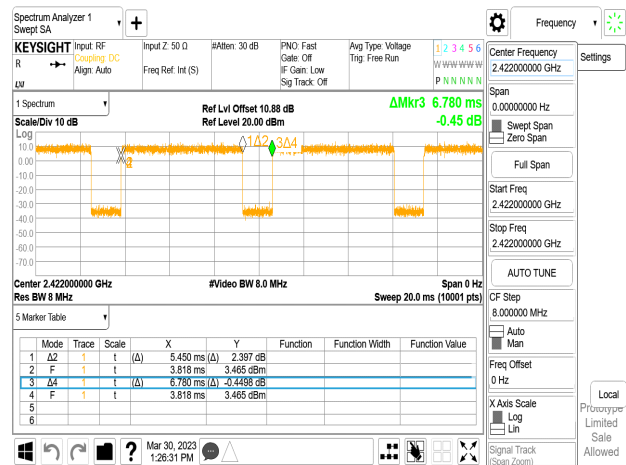 Spectrum Analyzer 1
Swept SA
Frequency
KEYSIGHT
R
LXI
Input: RF
Coupling: DC
Align: Auto
Input Z: 50 Ω
Freq Ref: Int (S)
#Atten: 30 dB
PNO: Fast
Gate: Off
IF Gain: Low
Sig Track: Off
Avg Type: Voltage
Trig: Free Run
1 2 3 4 5 6
W W W W W W
P N N N N N
1 Spectrum
Scale/Div 10 dB
Ref Lvl Offset 10.88 dB
Ref Level 20.00 dBm
ΔMkr3 6.780 ms
-0.45 dB
Log
10.0
0.00
-10.0
-20.0
-30.0
-40.0
-50.0
-60.0
-70.0
1Δ2
3Δ4
Center 2.422000000 GHz
Res BW 8 MHz
#Video BW 8.0 MHz
Span 0 Hz
Sweep 20.0 ms (10001 pts)
5 Marker Table
Mode Trace Scale X Y Function Function Width Function Value
1 Δ2 1 t (Δ) 5.450 ms (Δ) 2.397 dB
2 F 1 t 3.818 ms 3.465 dBm
3 Δ4 1 t (Δ) 6.780 ms (Δ) -0.4498 dB
4 F 1 t 3.818 ms 3.465 dBm
5
6
?
Mar 30, 2023
1:26:31 PM
Center Frequency
2.422000000 GHz
Settings
Span
0.00000000 Hz
Swept Span
Zero Span
Full Span
Start Freq
2.422000000 GHz
Stop Freq
2.422000000 GHz
AUTO TUNE
CF Step
8.000000 MHz
Auto
Man
Freq Offset
0 Hz
X Axis Scale
Log
Lin
Signal Track
(Span Zoom)
Local
Prototype
Limited
Sale
Allowed